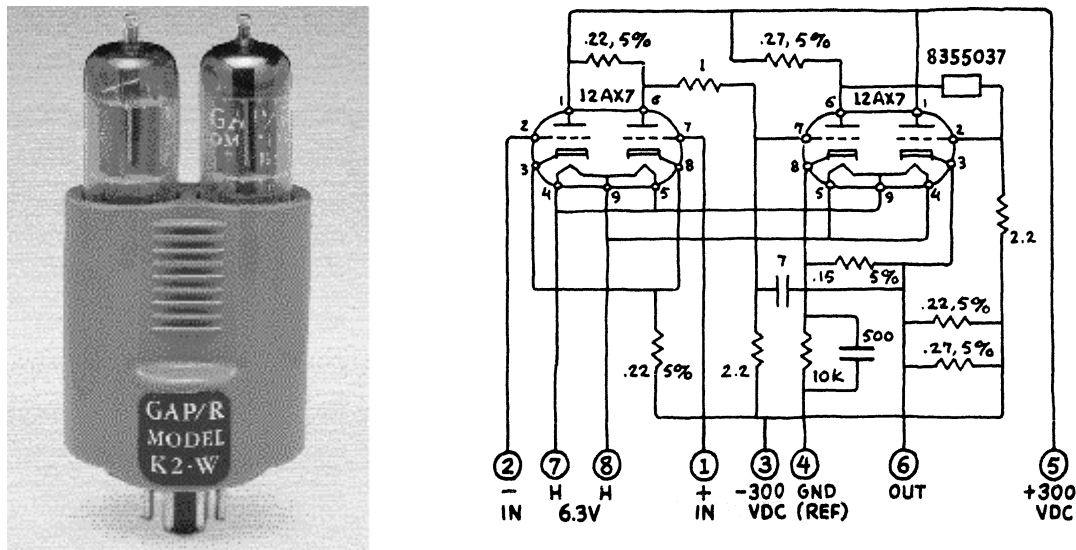 GAP/R
MODEL
K2-W
.22, 5%
.27, 5%
1
8355037
12AX7
12AX7
1
6
6
1
2
7
7
2
3
8
8
3
4
9
5
5
9
4
2.2
7
.15
5%
500
.22, 5%
.27, 5%
.22
5%
2.2
10K
2
7
8
1
3
4
6
5
-
H
H
+
-300
GND
OUT
+300
IN
6.3V
IN
VDC
(REF)
VDC